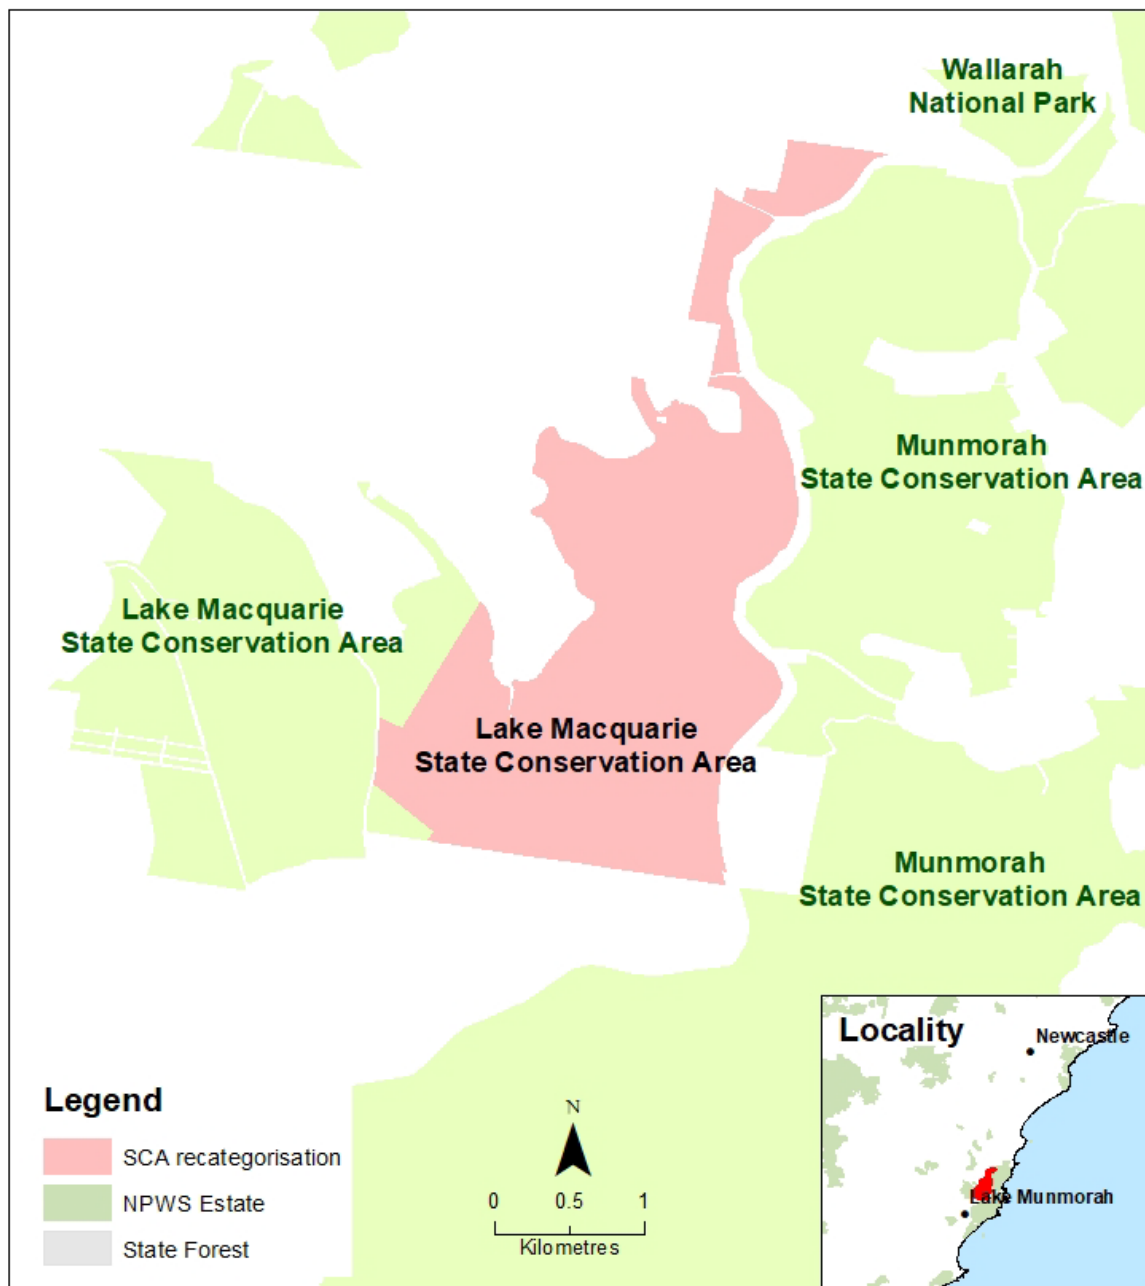 Wallarah
National Park
Munmorah
State Conservation Area
Lake Macquarie
State Conservation Area
Lake Macquarie
State Conservation Area
Munmorah
State Conservation Area
Legend
SCA recategorisation
NPWS Estate
State Forest
N
0 0.5 1
Kilometres
Locality
Newcastle
Lake Munmorah